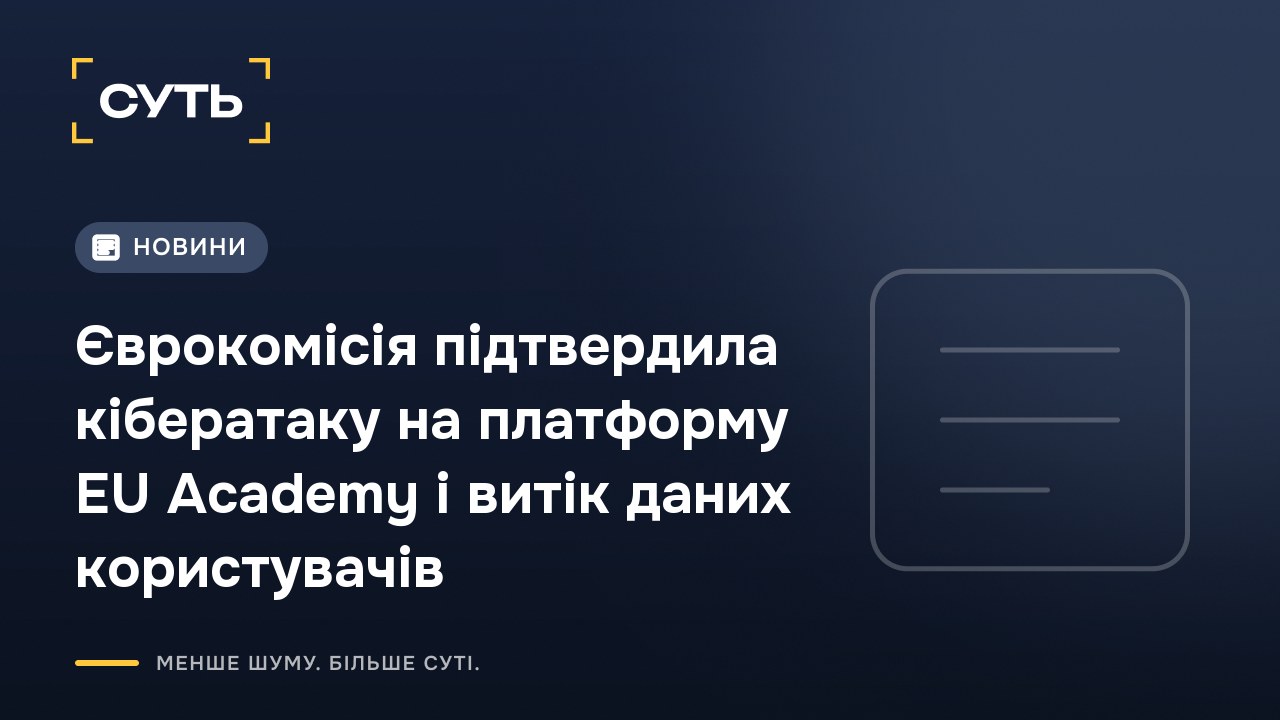 СУТЬ
НОВИНИ
Єврокомісія підтвердила
кібератаку на платформу
EU Academy і витік даних
користувачів
МЕНШЕ ШУМУ. БІЛЬШЕ СУТІ.